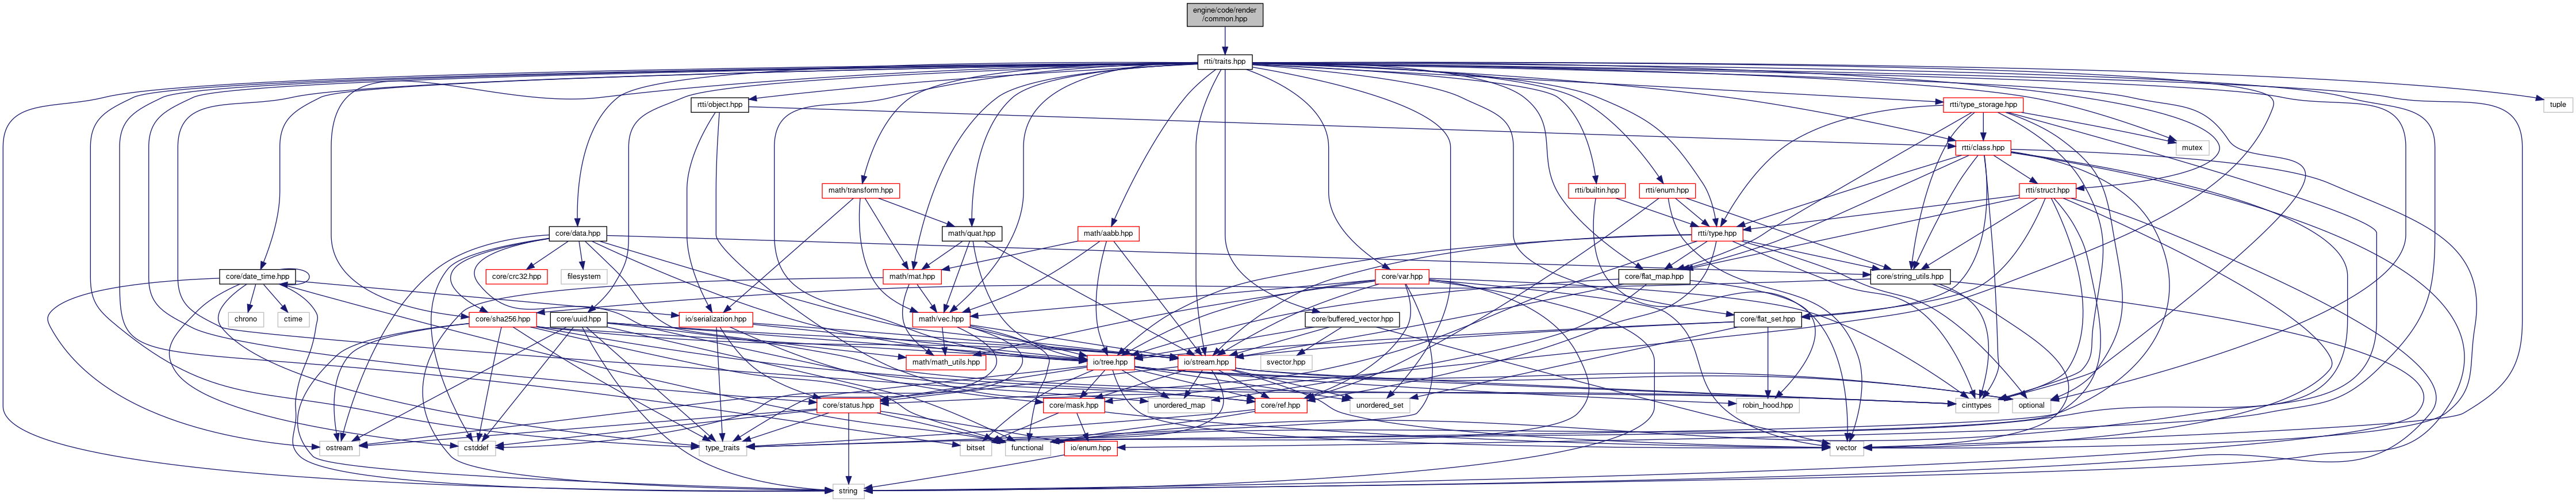 engine/code/render
/common.hpp
rtti/traits.hpp
rtti/object.hpp
rtti/type_storage.hpp
tuple
rtti/class.hpp
mutex
math/transform.hpp
rtti/builtin.hpp
rtti/enum.hpp
rtti/struct.hpp
core/data.hpp
math/quat.hpp
math/aabb.hpp
rtti/type.hpp
core/date_time.hpp
core/crc32.hpp
filesystem
math/mat.hpp
core/var.hpp
core/flat_map.hpp
core/string_utils.hpp
chrono
ctime
core/sha256.hpp
core/uuid.hpp
io/serialization.hpp
math/vec.hpp
core/buffered_vector.hpp
core/flat_set.hpp
math/math_utils.hpp
io/tree.hpp
io/stream.hpp
svector.hpp
core/status.hpp
core/mask.hpp
unordered_map
core/ref.hpp
unordered_set
robin_hood.hpp
cinttypes
optional
ostream
cstddef
type_traits
bitset
functional
io/enum.hpp
vector
string